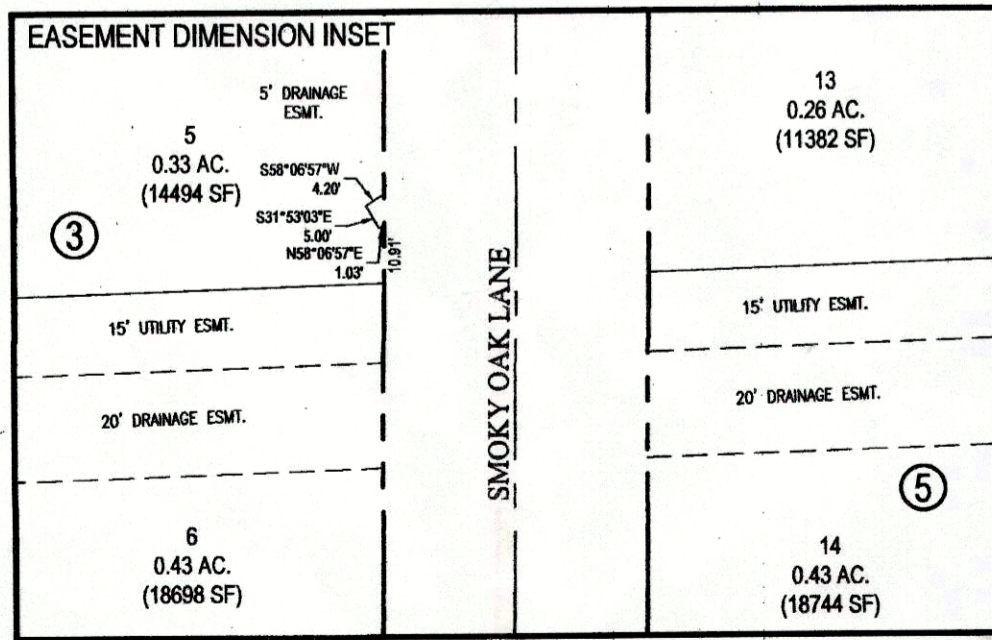 EASEMENT DIMENSION INSET
5' DRAINAGE
ESMT.
5
0.33 AC.
(14494 SF)
S58°06'57"W
4.20'
S31°53'03"E
5.00'
N58°06'57"E
1.03'
10.91'
3
15' UTILITY ESMT.
20' DRAINAGE ESMT.
6
0.43 AC.
(18698 SF)
SMOKY OAK LANE
13
0.26 AC.
(11382 SF)
15' UTILITY ESMT.
20' DRAINAGE ESMT.
5
14
0.43 AC.
(18744 SF)